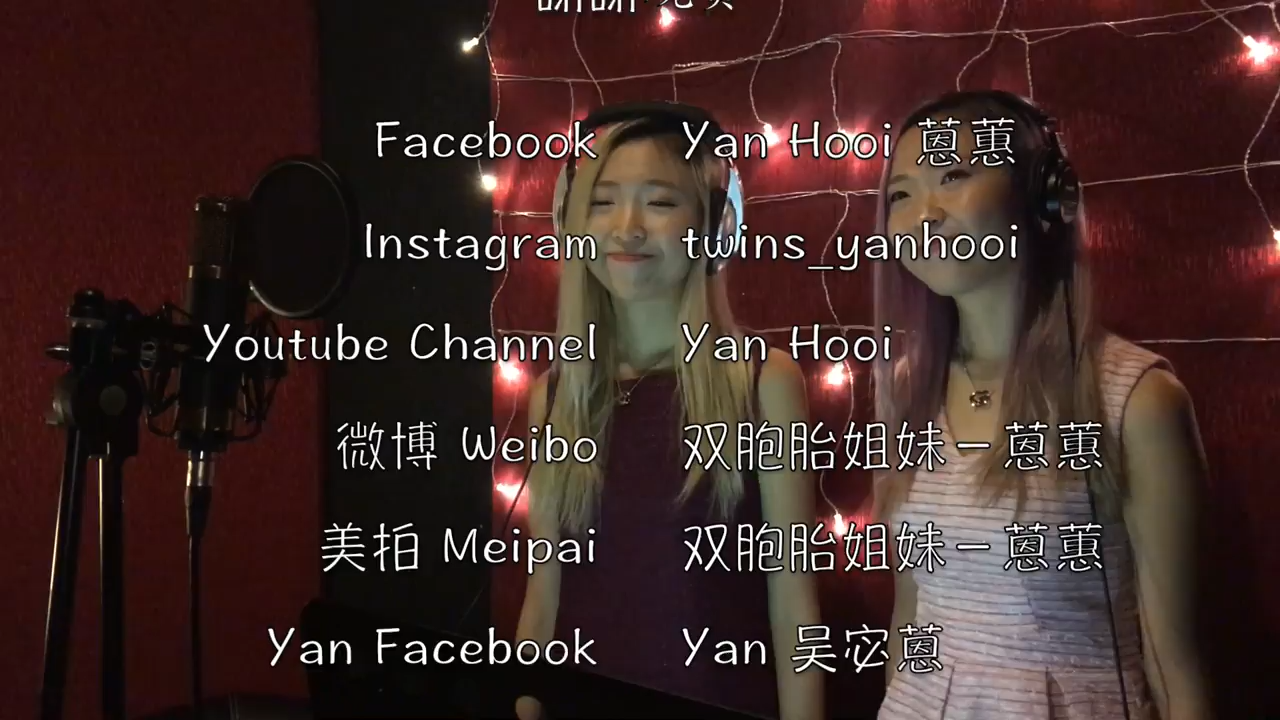 Facebook Yan Hooi 蒽蕙
Instagram twins_yanhooi
Youtube Channel Yan Hooi
微博 Weibo 双胞胎姐妹-蒽蕙
美拍 Meipai 双胞胎姐妹-蒽蕙
Yan Facebook Yan 吴宓蒽